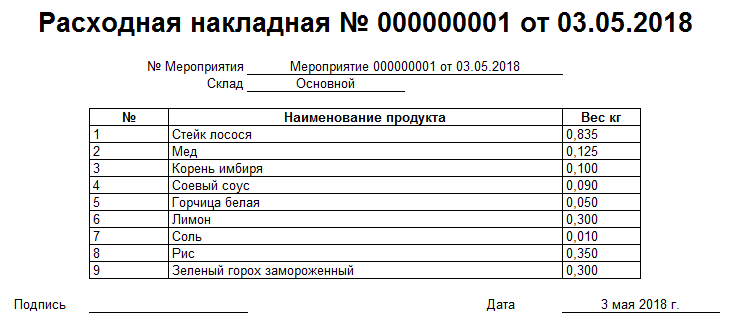 Расходная накладная № 000000001 от 03.05.2018
№ Мероприятия Мероприятие 000000001 от 03.05.2018
Склад Основной
№ Наименование продукта Вес кг
1 Стейк лосося 0,835
2 Мед 0,125
3 Корень имбиря 0,100
4 Соевый соус 0,090
5 Горчица белая 0,050
6 Лимон 0,300
7 Соль 0,010
8 Рис 0,350
9 Зеленый горох замороженный 0,300
Подпись Дата 3 мая 2018 г.